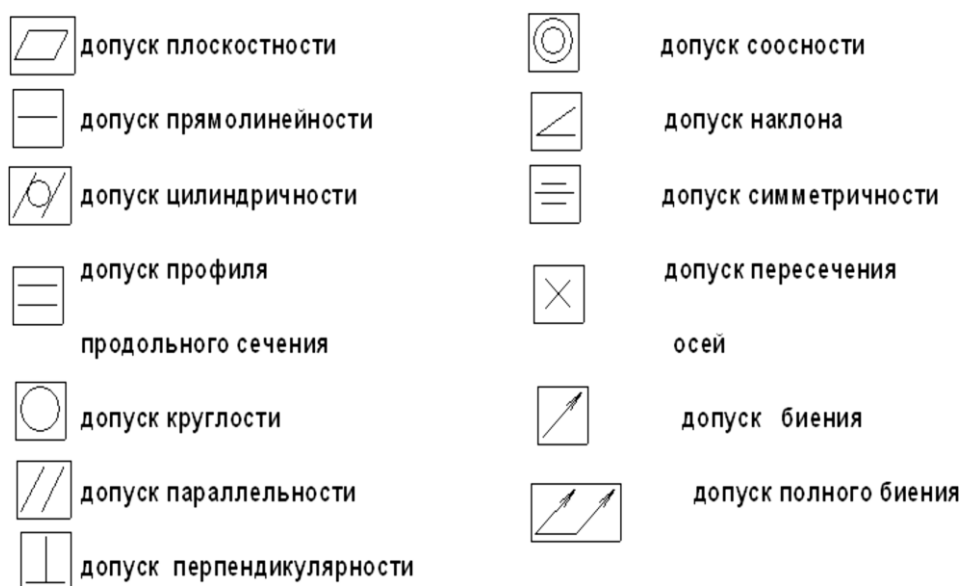 допуск плоскостности
допуск прямолинейности
допуск цилиндричности
допуск профиля
продольного сечения
допуск круглости
допуск параллельности
допуск перпендикулярности
допуск соосности
допуск наклона
допуск симметричности
допуск пересечения
осей
допуск биения
допуск полного биения